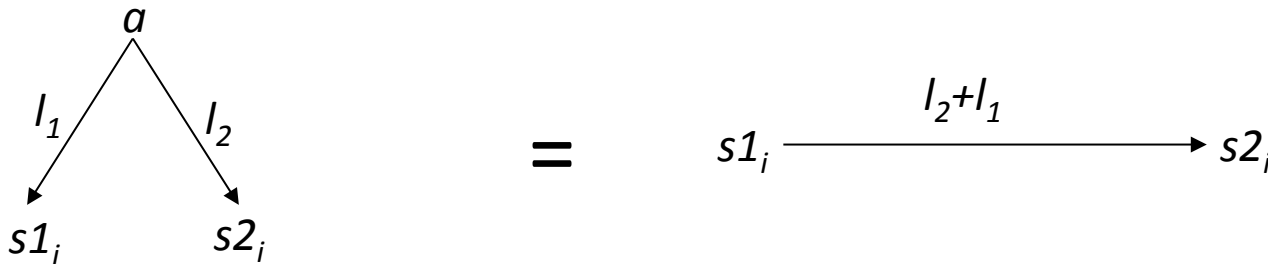 a
l₁ l₂
=
l₂+l₁
s1ᵢ s2ᵢ
s1ᵢ s2ᵢ